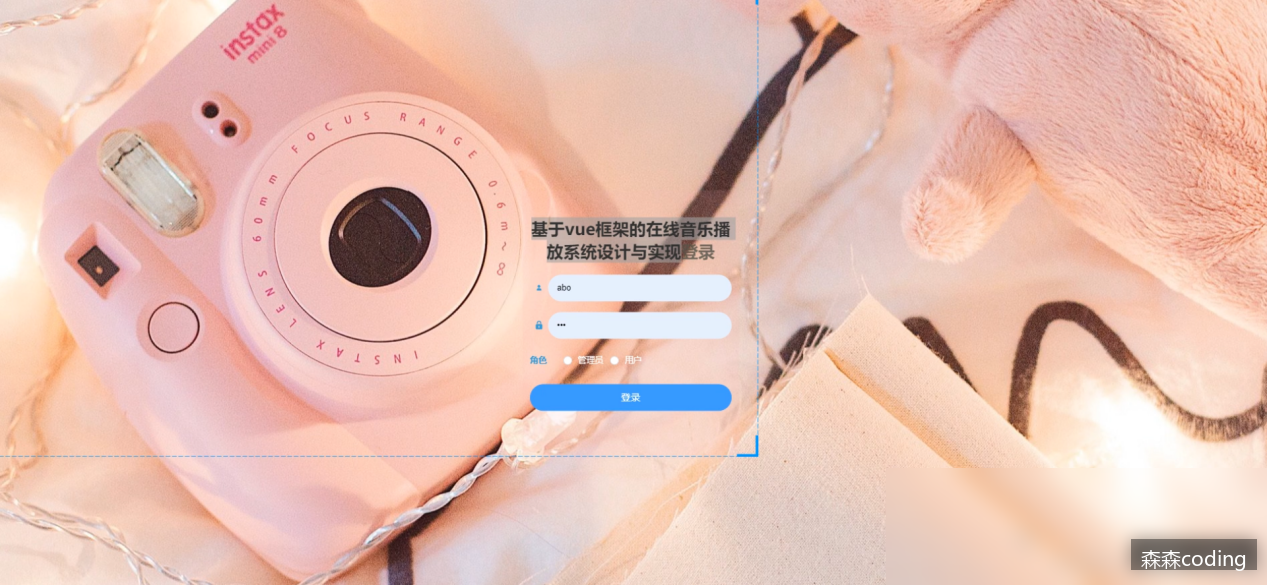 instax
mini 8
FOCUS RANGE 0.6m~∞
LENS 60mm
INSTAX
基于vue框架的在线音乐播
放系统设计与实现登录
abo
•••
角色 管理员 用户
登录
森森coding